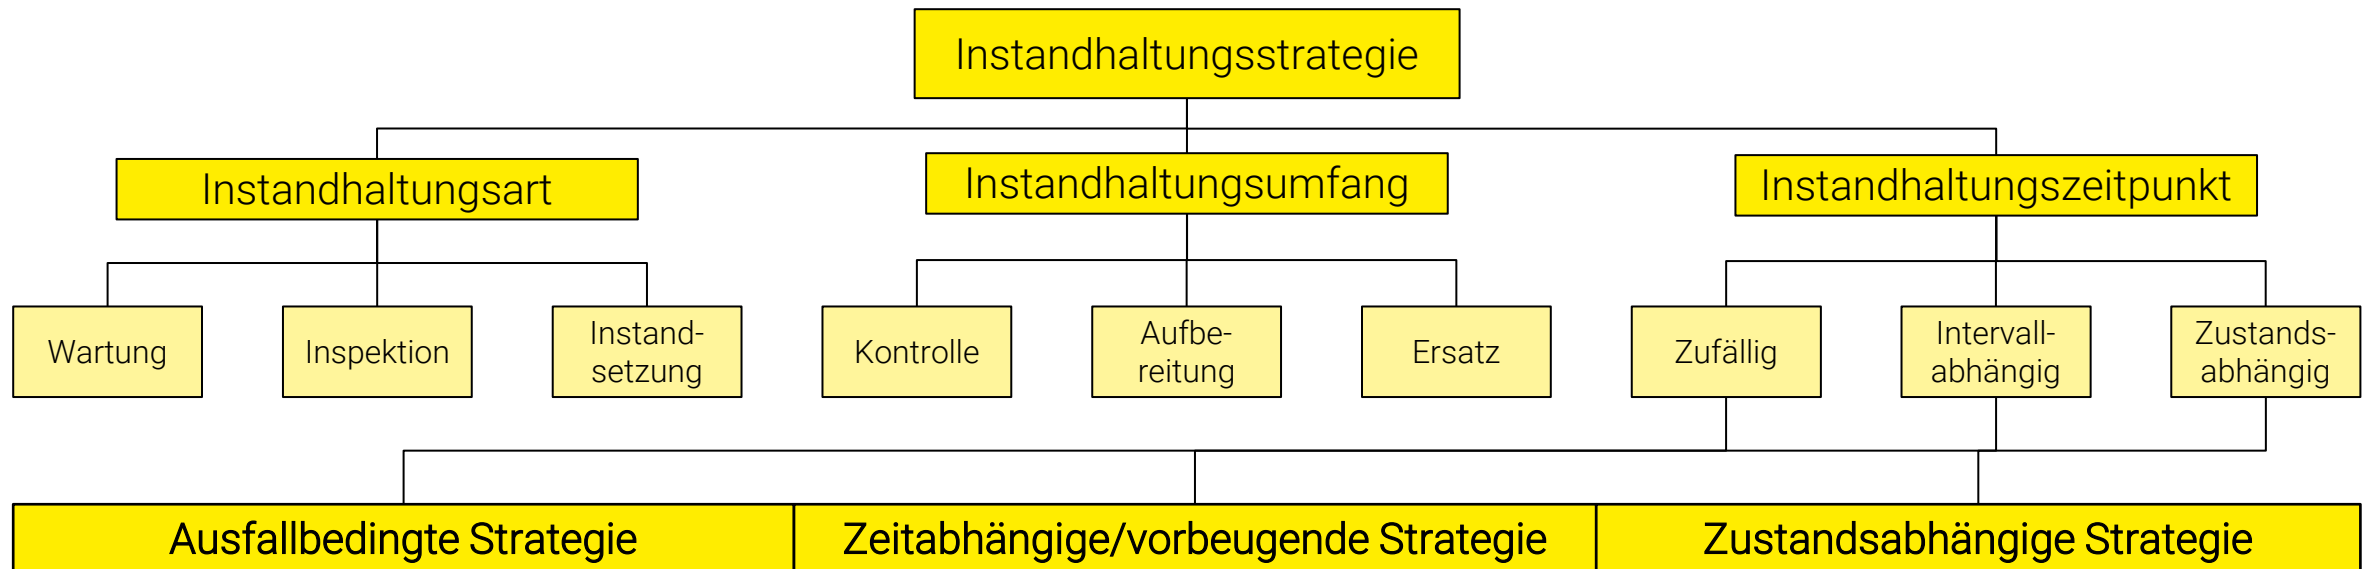 Instandhaltungsstrategie
Instandhaltungsart
Instandhaltungsumfang
Instandhaltungszeitpunkt
Wartung
Inspektion
Instand-
setzung
Kontrolle
Aufbe-
reitung
Ersatz
Zufällig
Intervall-
abhängig
Zustands-
abhängig
Ausfallbedingte Strategie
Zeitabhängige/vorbeugende Strategie
Zustandsabhängige Strategie